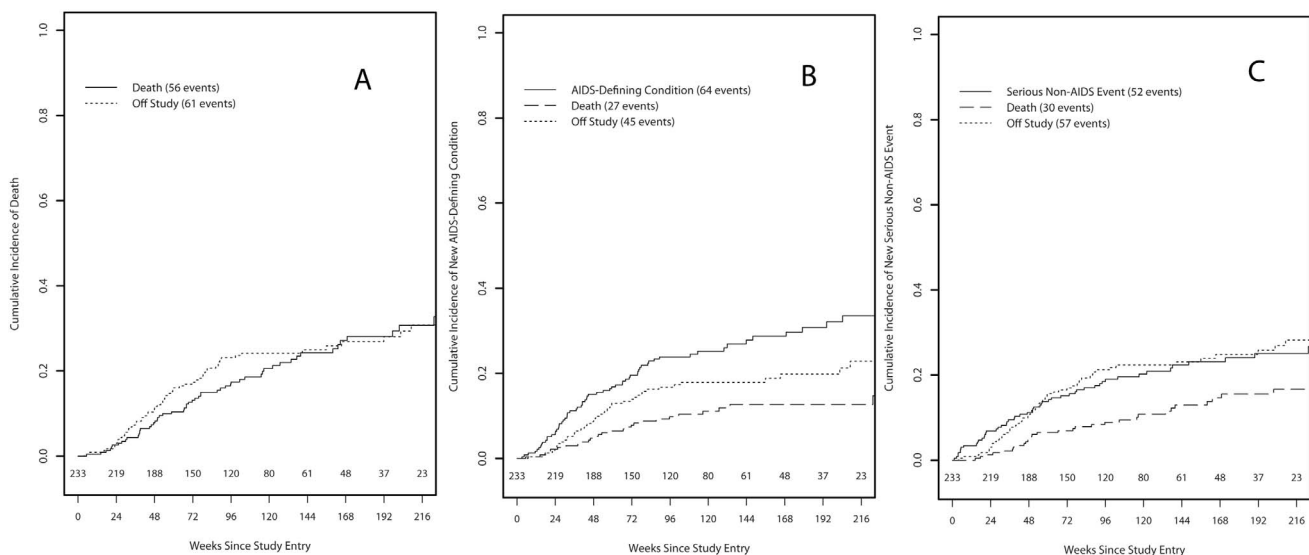 A
Death (56 events)
Off Study (61 events)
Cumulative Incidence of Death
1.0
0.8
0.6
0.4
0.2
0.0
233 219 188 150 120 80 61 48 37 23
0 24 48 72 96 120 144 168 192 216
Weeks Since Study Entry
B
AIDS-Defining Condition (64 events)
Death (27 events)
Off Study (45 events)
Cumulative Incidence of New AIDS-Defining Condition
1.0
0.8
0.6
0.4
0.2
0.0
233 219 188 150 120 80 61 48 37 23
0 24 48 72 96 120 144 168 192 216
Weeks Since Study Entry
C
Serious Non-AIDS Event (52 events)
Death (30 events)
Off Study (57 events)
Cumulative Incidence of New Serious Non-AIDS Event
1.0
0.8
0.6
0.4
0.2
0.0
233 219 188 150 120 80 61 48 37 23
0 24 48 72 96 120 144 168 192 216
Weeks Since Study Entry